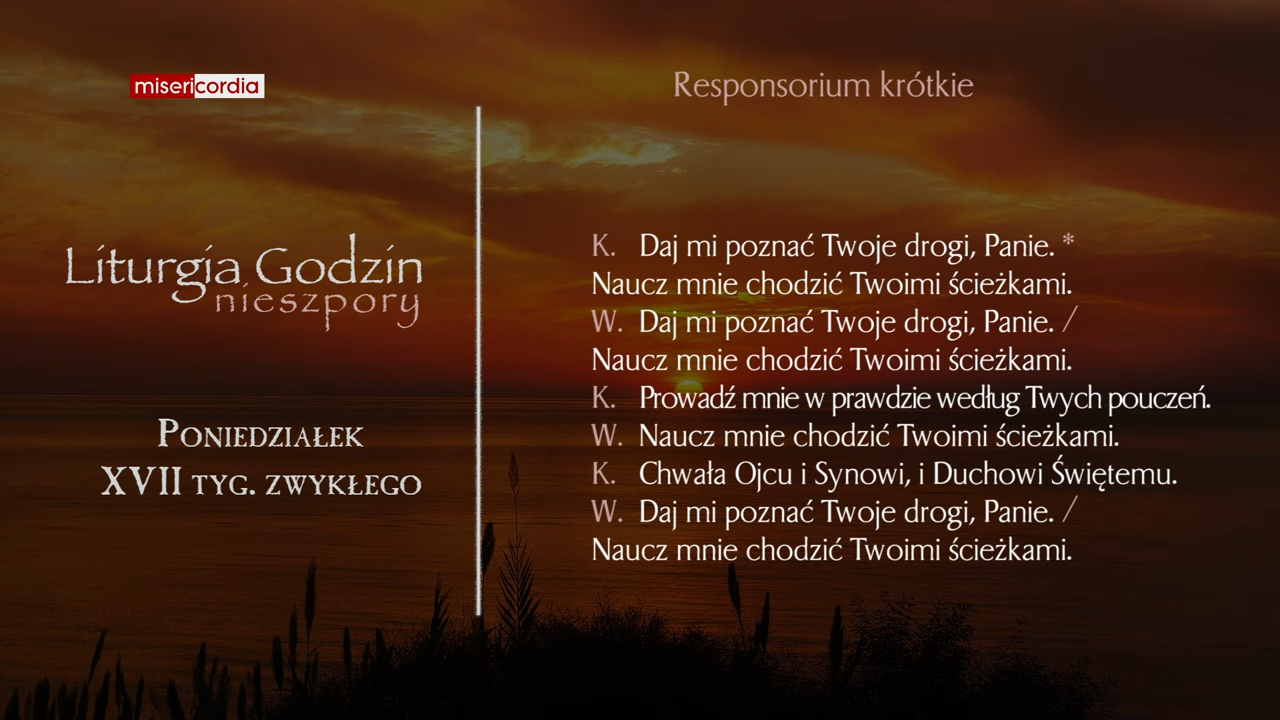 misericordia
Responsorium krótkie
Liturgia Godzin
nieszpory
Poniedziałek
XVII tyg. zwykłego
K. Daj mi poznać Twoje drogi, Panie. *
Naucz mnie chodzić Twoimi ścieżkami.
W. Daj mi poznać Twoje drogi, Panie. /
Naucz mnie chodzić Twoimi ścieżkami.
K. Prowadź mnie w prawdzie według Twych pouczeń.
W. Naucz mnie chodzić Twoimi ścieżkami.
K. Chwała Ojcu i Synowi, i Duchowi Świętemu.
W. Daj mi poznać Twoje drogi, Panie. /
Naucz mnie chodzić Twoimi ścieżkami.